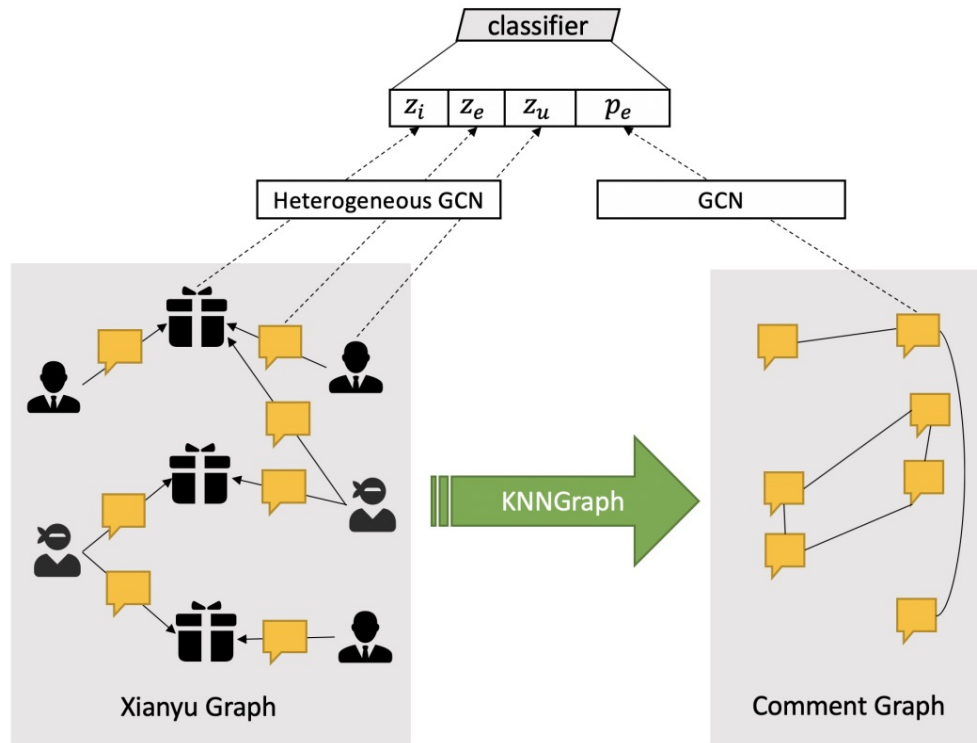 classifier
z_i z_e z_u p_e
Heterogeneous GCN
GCN
KNNGraph
Xianyu Graph
Comment Graph